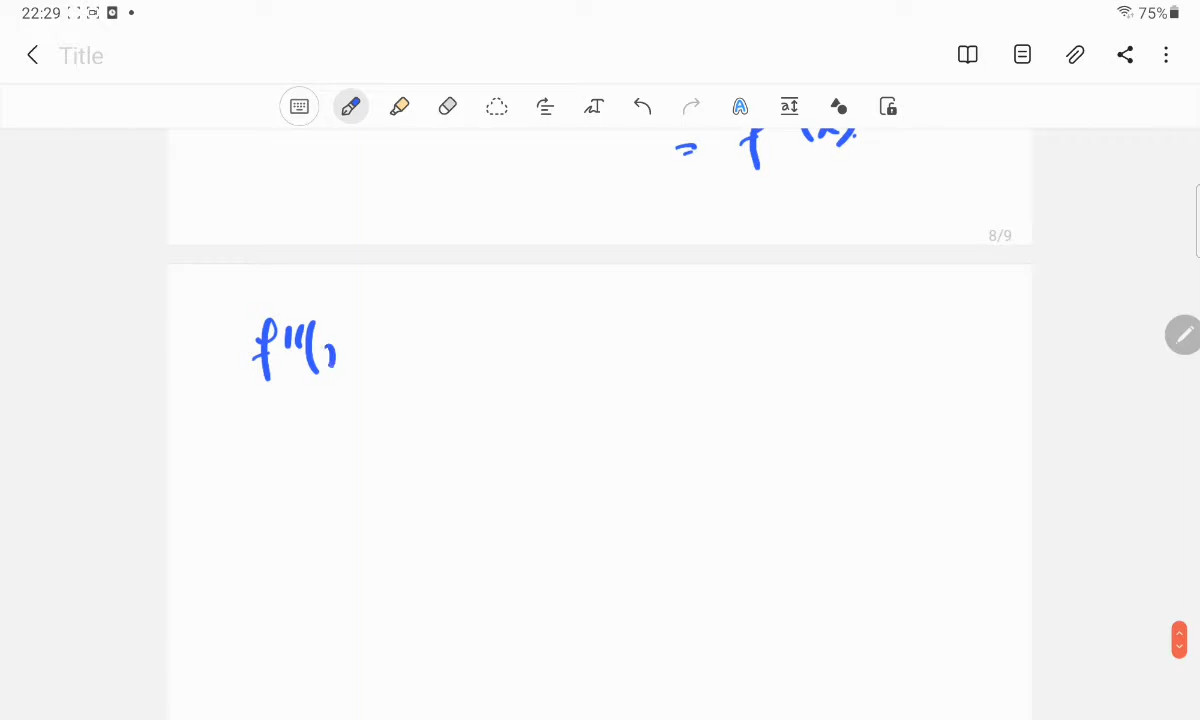 22:29 75%
Title
= f (x).
8/9
f'''(